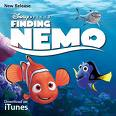 New Release
Disney PIXAR
FINDING
NEMO
Download on
iTunes